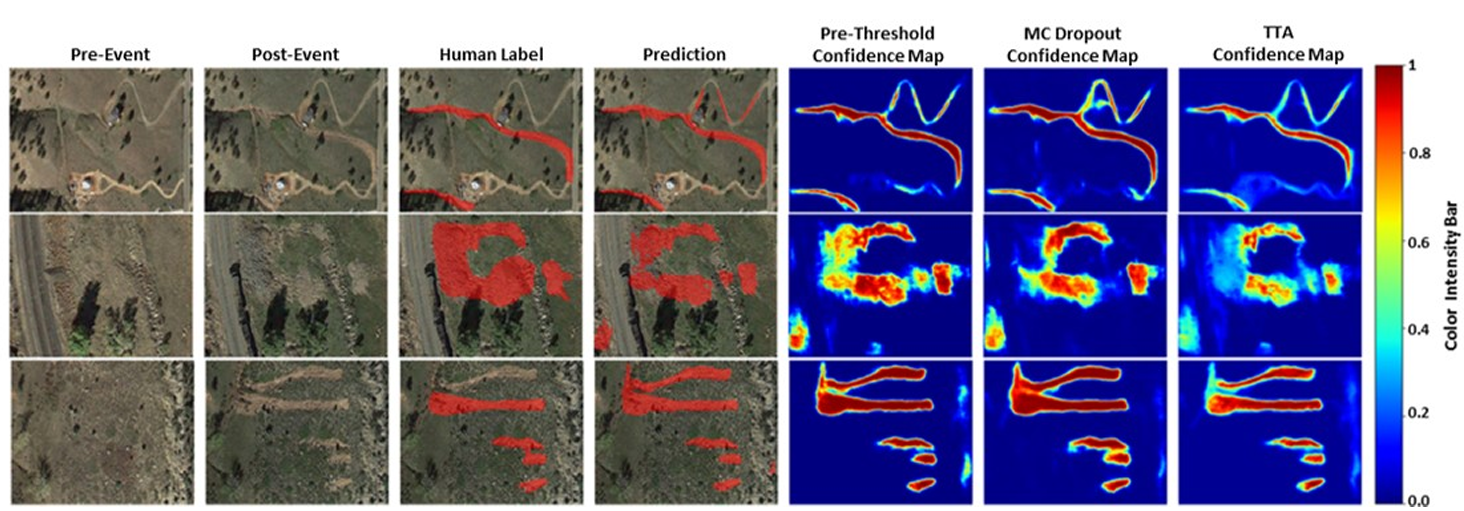 Pre-Event
Post-Event
Human Label
Prediction
Pre-Threshold
Confidence Map
MC Dropout
Confidence Map
TTA
Confidence Map
1
0.8
0.6
0.4
0.2
0.0
Color Intensity Bar